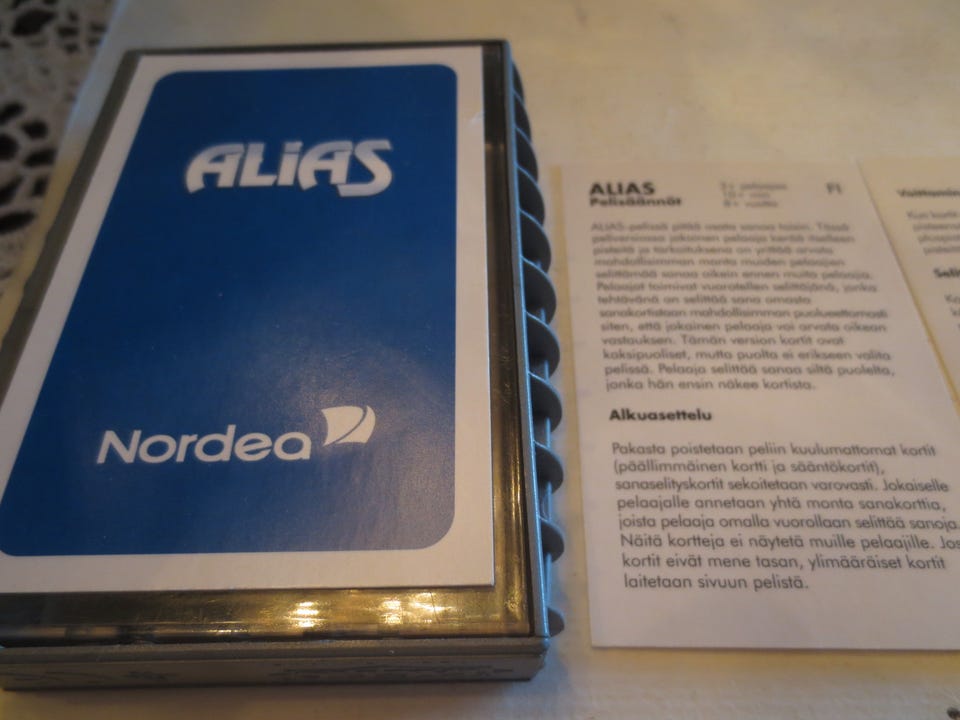 ALIAS
Nordea
ALIAS
Pelisäännöt
FI
ALIAS-pelissä pitää osata sanoa toisin. Tässä
peliversiossa jokainen pelaaja kerää itselleen
pisteitä ja tarkoituksena on yrittää arvata
mahdollisimman monta muiden pelaajien
selittämää sanaa oikein ennen muita pelaajia.
Pelaajat toimivat vuorotellen selittäjänä, jonka
tehtävänä on selittää sana omasta
sanakortistaan mahdollisimman puolueettomasti
siten, että jokainen pelaaja voi arvata oikean
vastauksen. Tämän version kortit ovat
kaksipuoliset, mutta puolta ei erikseen valita
pelissä. Pelaaja selittää sanaa siltä puolelta,
jonka hän ensin näkee kortista.
Alkuasettelu
Pakasta poistetaan peliin kuulumattomat kortit
(päällimmäinen kortti ja sääntökortit),
sanaselityskortit sekoitetaan varovasti. Jokaiselle
pelaajalle annetaan yhtä monta sanakorttia,
joista pelaaja omalla vuorollaan selittää sanoja.
Näitä kortteja ei näytetä muille pelaajille. Jos
kortit eivät mene tasan, ylimääräiset kortit
laitetaan sivuun pelistä.